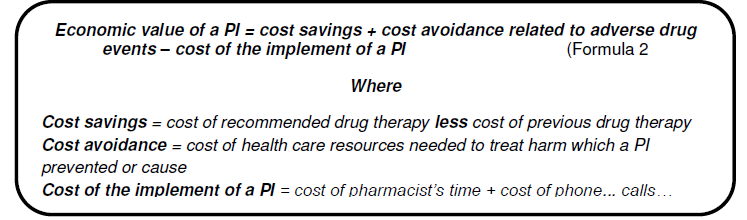 Economic value of a PI = cost savings + cost avoidance related to adverse drug
events – cost of the implement of a PI (Formula 2
Where
Cost savings = cost of recommended drug therapy less cost of previous drug therapy
Cost avoidance = cost of health care resources needed to treat harm which a PI
prevented or cause
Cost of the implement of a PI = cost of pharmacist's time + cost of phone... calls…